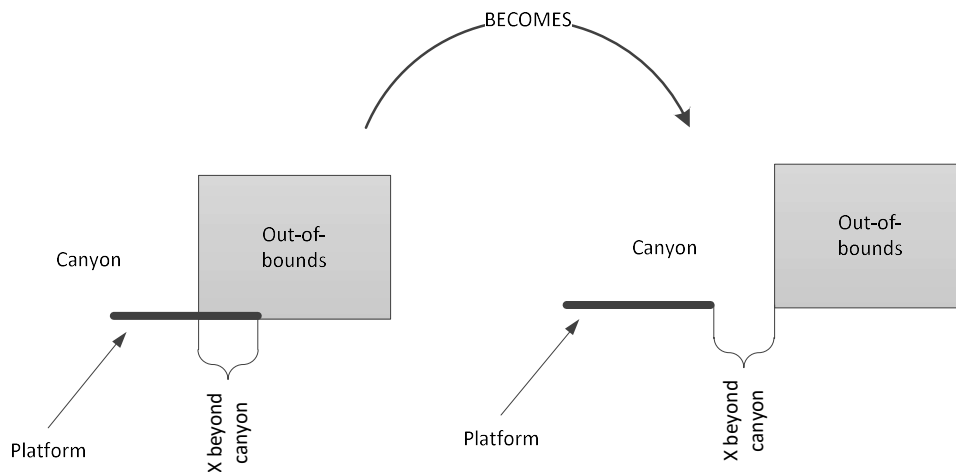 BECOMES
Canyon
Out-of-
bounds
Platform
X beyond
canyon
Canyon
Out-of-
bounds
Platform
X beyond
canyon